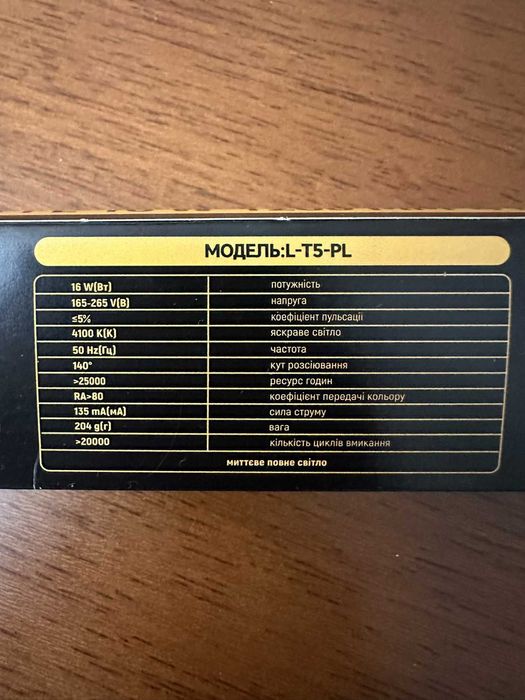 МОДЕЛЬ:L-T5-PL
16 W(Вт) потужність
165-265 V(В) напруга
≤5% коефіцієнт пульсації
4100 K(К) яскраве світло
50 Hz(Гц) частота
140° кут розсіювання
>25000 ресурс годин
RA>80 коефіцієнт передачі кольору
135 mA(мА) сила струму
204 g(г) вага
>20000 кількість циклів вмикання
миттєве повне світло